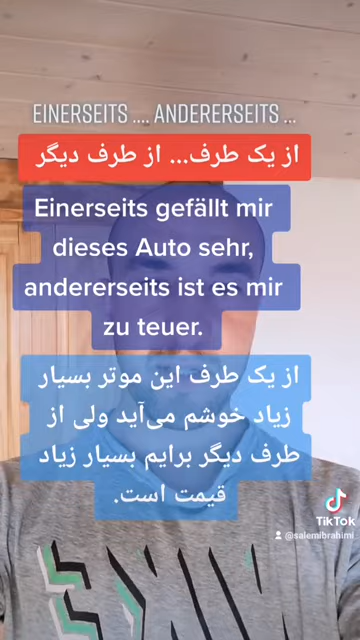 EINERSEITS .... ANDERERSEITS ...
از یک طرف... از طرف دیگر
Einerseits gefällt mir
dieses Auto sehr,
andererseits ist es mir
zu teuer.
از یک طرف این موتر بسیار
زیاد خوشم می‌آید ولی از
طرف دیگر برایم بسیار زیاد
قیمت است.
TikTok
@salemibrahimi